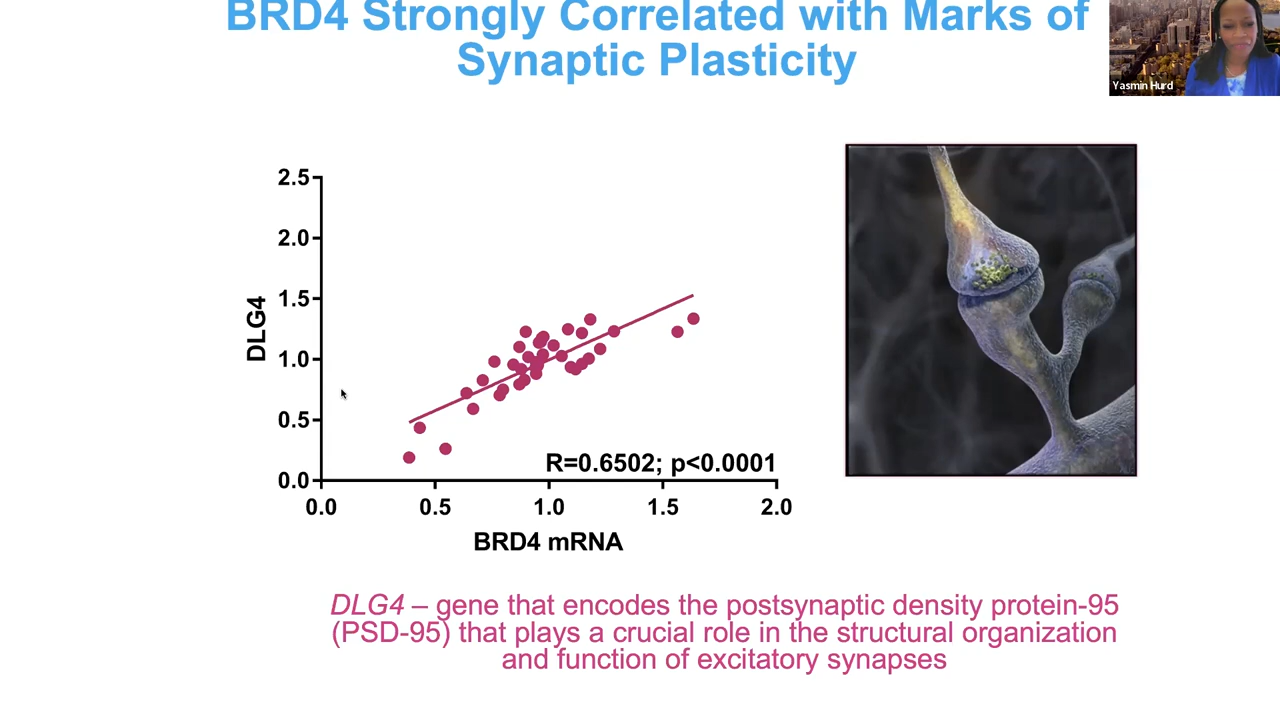 BRD4 Strongly Correlated with Marks of
Synaptic Plasticity
Yasmin Hurd
2.5
2.0
1.5
1.0
0.5
0.0
DLG4
R=0.6502; p<0.0001
0.0 0.5 1.0 1.5 2.0
BRD4 mRNA
DLG4 – gene that encodes the postsynaptic density protein-95
(PSD-95) that plays a crucial role in the structural organization
and function of excitatory synapses